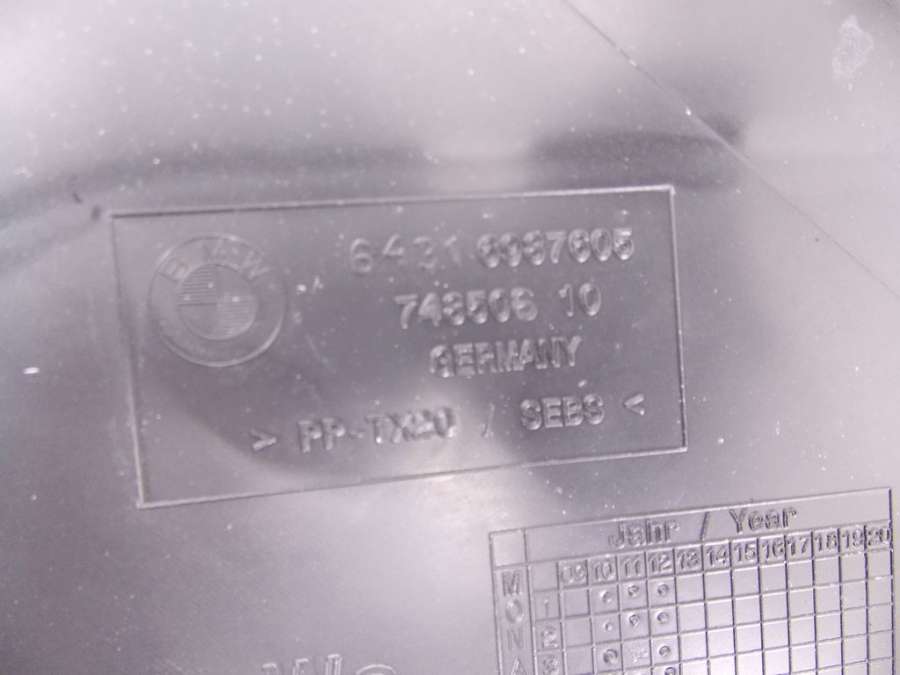 BMW
6431 6987605
748506 10
GERMANY
> PP-TX20 / SEBS <
Jahr / Year
09 10 11 12 13 14 15 16 17 18 19 20
M
O 1
N 2
A 3